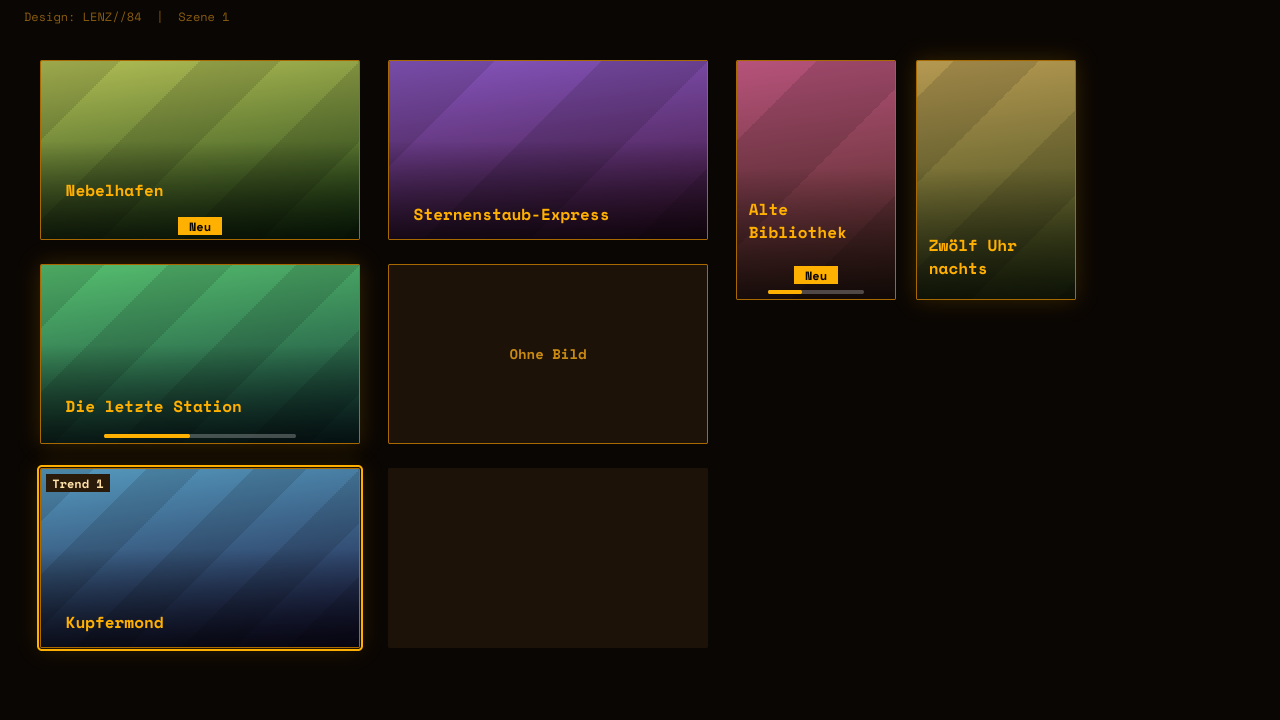 Design: LENZ//84 | Szene 1
Nebelhafen
Neu
Sternenstaub-Express
Alte
Bibliothek
Neu
Zwölf Uhr
nachts
Die letzte Station
Ohne Bild
Trend 1
Kupfermond